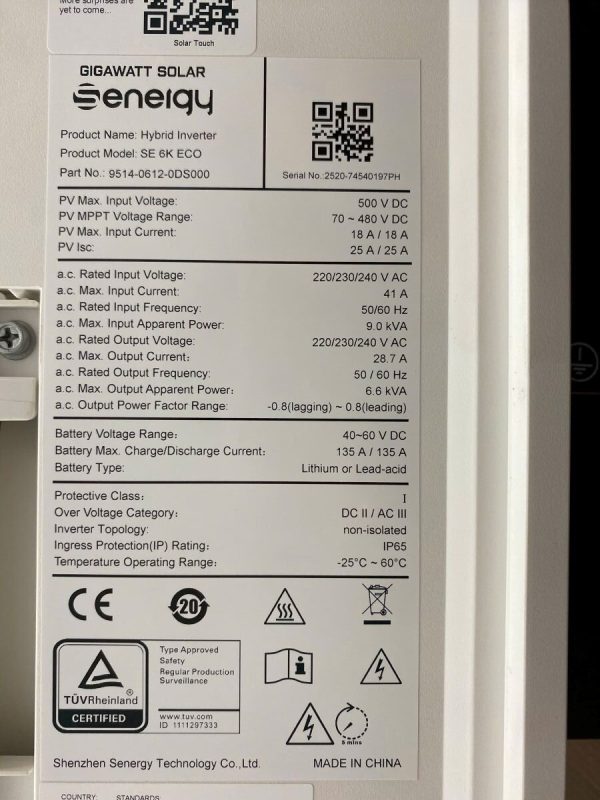 More surprises are
yet to come...
Solar Touch
GIGAWATT SOLAR
Senergy
Product Name: Hybrid Inverter
Product Model: SE 6K ECO
Part No.: 9514-0612-0DS000
Serial No.:2520-74540197PH
PV Max. Input Voltage: 500 V DC
PV MPPT Voltage Range: 70 ~ 480 V DC
PV Max. Input Current: 18 A / 18 A
PV Isc: 25 A / 25 A
a.c. Rated Input Voltage: 220/230/240 V AC
a.c. Max. Input Current: 41 A
a.c. Rated Input Frequency: 50/60 Hz
a.c. Max. Input Apparent Power: 9.0 kVA
a.c. Rated Output Voltage: 220/230/240 V AC
a.c. Max. Output Current: 28.7 A
a.c. Rated Output Frequency: 50 / 60 Hz
a.c. Max. Output Apparent Power: 6.6 kVA
a.c. Output Power Factor Range: -0.8(lagging) ~ 0.8(leading)
Battery Voltage Range: 40~60 V DC
Battery Max. Charge/Discharge Current: 135 A / 135 A
Battery Type: Lithium or Lead-acid
Protective Class: I
Over Voltage Category: DC II / AC III
Inverter Topology: non-isolated
Ingress Protection(IP) Rating: IP65
Temperature Operating Range: -25°C ~ 60°C
CE
20
TÜVRheinland®
CERTIFIED
Type Approved
Safety
Regular Production
Surveillance
www.tuv.com
ID 1111297333
5 mins
Shenzhen Senergy Technology Co.,Ltd. MADE IN CHINA
COUNTRY: STANDARDS: